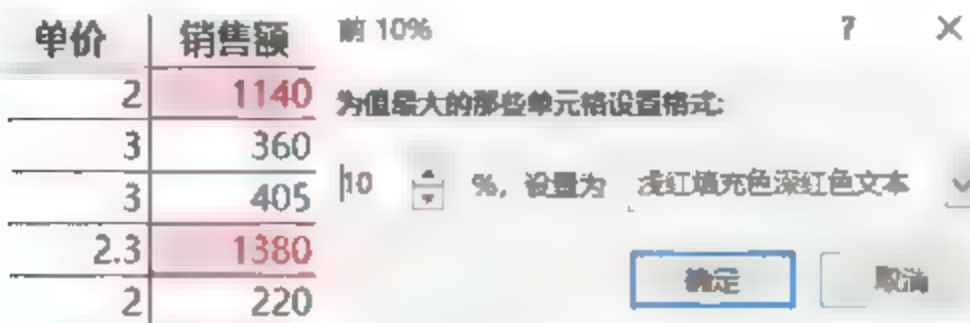 单价 销售额
2 1140
3 360
3 405
2.3 1380
2 220
前 10% ? ×
为值最大的那些单元格设置格式:
10 %, 设置为 浅红填充色深红色文本
确定 取消